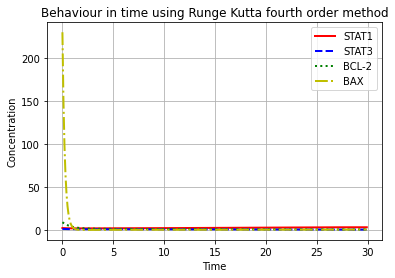 Behaviour in time using Runge Kutta fourth order method
Concentration
200
150
100
50
0
0
5
10
15
20
25
30
Time
STAT1
STAT3
BCL-2
BAX